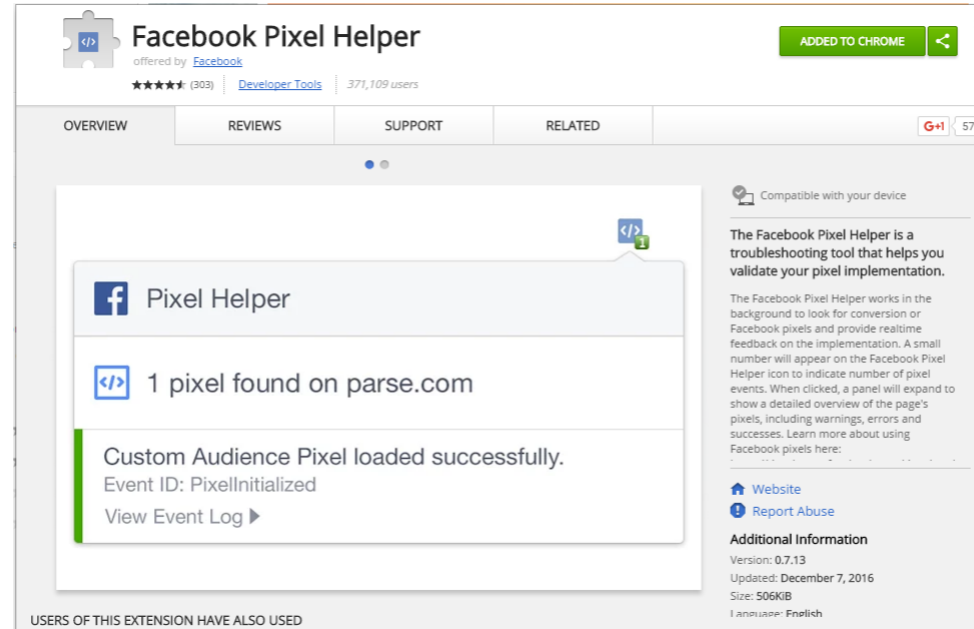 Facebook Pixel Helper
offered by Facebook
(303) Developer Tools 371,109 users
ADDED TO CHROME
OVERVIEW REVIEWS SUPPORT RELATED
G+1 57
</> 1
Pixel Helper
</> 1 pixel found on parse.com
Custom Audience Pixel loaded successfully.
Event ID: PixelInitialized
View Event Log
Compatible with your device
The Facebook Pixel Helper is a
troubleshooting tool that helps you
validate your pixel implementation.
The Facebook Pixel Helper works in the
background to look for conversion or
Facebook pixels and provide realtime
feedback on the implementation. A small
number will appear on the Facebook Pixel
Helper icon to indicate number of pixel
events. When clicked, a panel will expand to
show a detailed overview of the page's
pixels, including warnings, errors and
successes. Learn more about using
Facebook pixels here:
Website
Report Abuse
Additional Information
Version: 0.7.13
Updated: December 7, 2016
Size: 506KiB
Language: English
USERS OF THIS EXTENSION HAVE ALSO USED